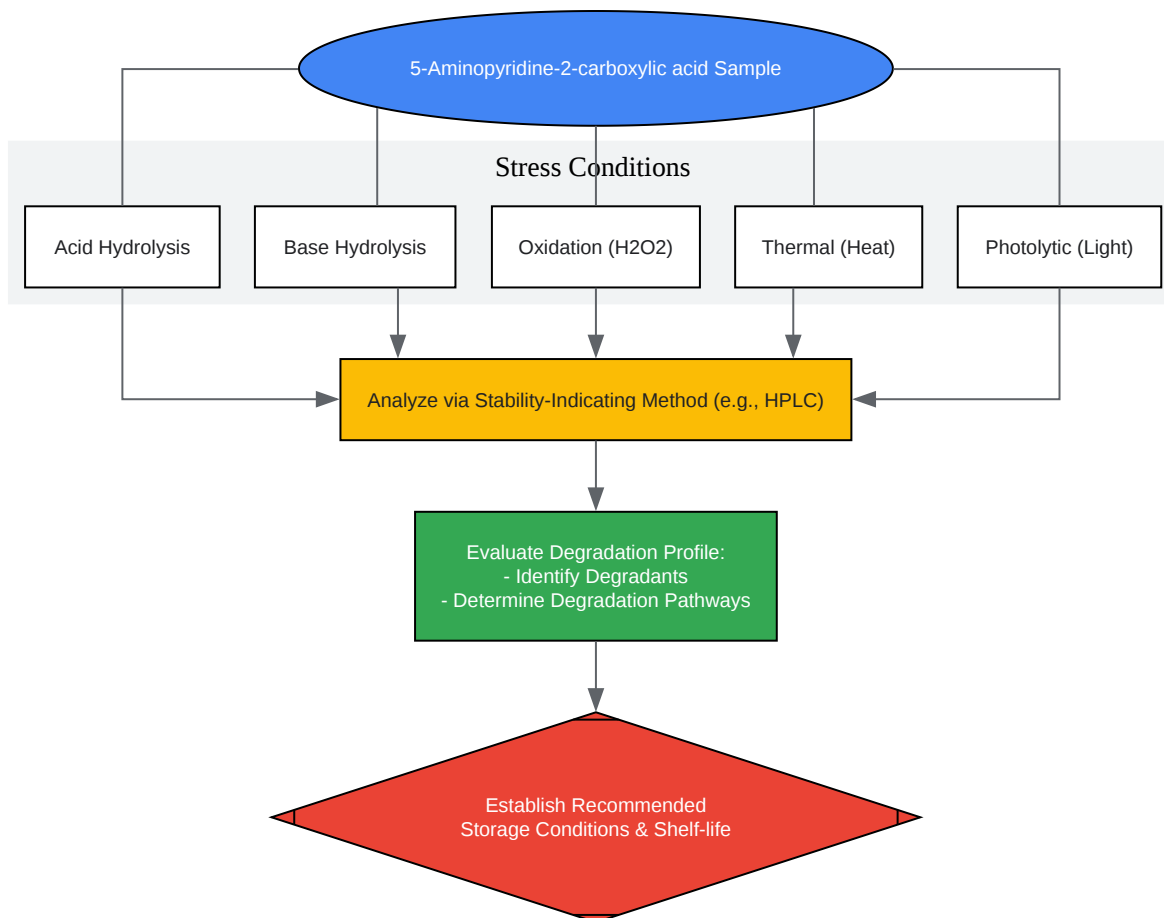 5-Aminopyridine-2-carboxylic acid Sample
Stress Conditions
Acid Hydrolysis
Base Hydrolysis
Oxidation (H2O2)
Thermal (Heat)
Photolytic (Light)
Analyze via Stability-Indicating Method (e.g., HPLC)
Evaluate Degradation Profile:
- Identify Degradants
- Determine Degradation Pathways
Establish Recommended
Storage Conditions & Shelf-life